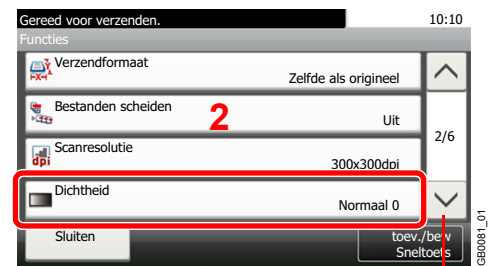 Gereed voor verzenden.
10:10
Functies
Verzendformaat
Zelfde als origineel
Bestanden scheiden
2
Uit
2/6
dpi
Scanresolutie
300x300dpi
Dichtheid
Normaal 0
Sluiten
toev./bew
Sneltoets
GB0081_01